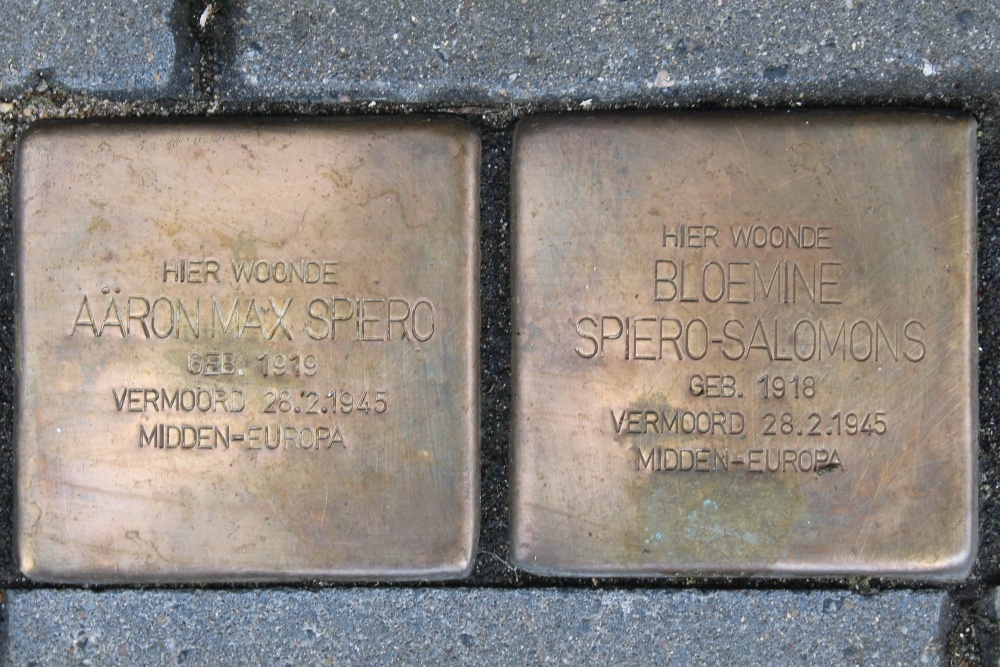 HIER WOONDE
AÄRON MAX SPIERO
GEB. 1919
VERMOORD 28.2.1945
MIDDEN-EUROPA
HIER WOONDE
BLOEMINE
SPIERO-SALOMONS
GEB. 1918
VERMOORD 28.2.1945
MIDDEN-EUROPA